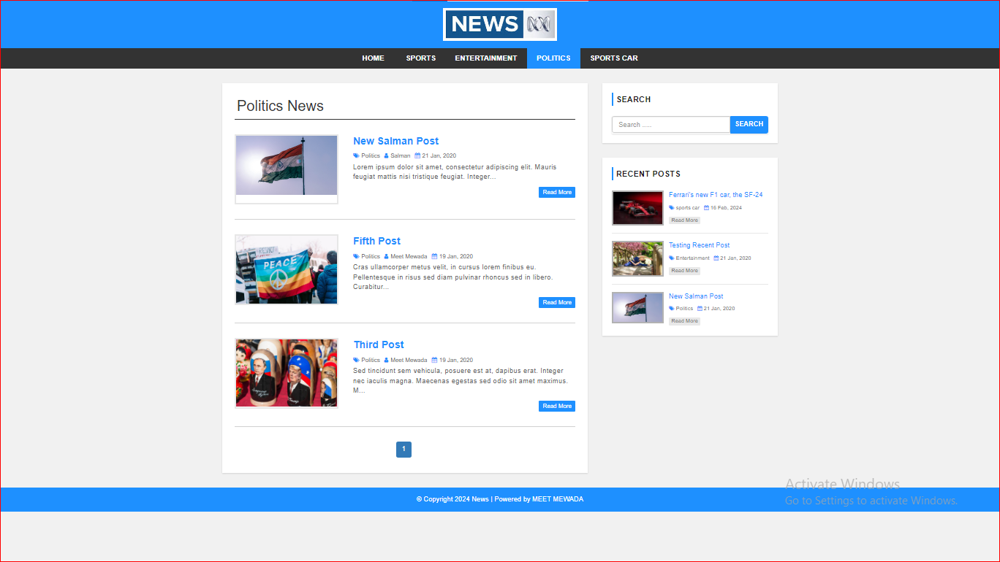 NEWS
HOME SPORTS ENTERTAINMENT POLITICS SPORTS CAR
Politics News
New Salman Post
Politics Salman 21 Jan, 2020
Lorem ipsum dolor sit amet, consectetur adipiscing elit. Mauris
feugiat mattis nisi tristique feugiat. Integer...
Read More
PEACE
Fifth Post
Politics Meet Mewada 19 Jan, 2020
Cras ullamcorper metus velit, in cursus lorem finibus eu.
Pellentesque in risus sed diam pulvinar rhoncus sed in libero.
Curabitur...
Read More
Third Post
Politics Meet Mewada 19 Jan, 2020
Sed tincidunt sem vehicula, posuere est at, dapibus erat. Integer
nec iaculis magna. Maecenas egestas sed odio sit amet maximus.
M...
Read More
1
SEARCH
Search .....
SEARCH
RECENT POSTS
Ferrari's new F1 car, the SF-24
sports car 16 Feb, 2024
Read More
Testing Recent Post
Entertainment 21 Jan, 2020
Read More
New Salman Post
Politics 21 Jan, 2020
Read More
Activate Windows
Go to Settings to activate Windows.
© Copyright 2024 News | Powered by MEET MEWADA